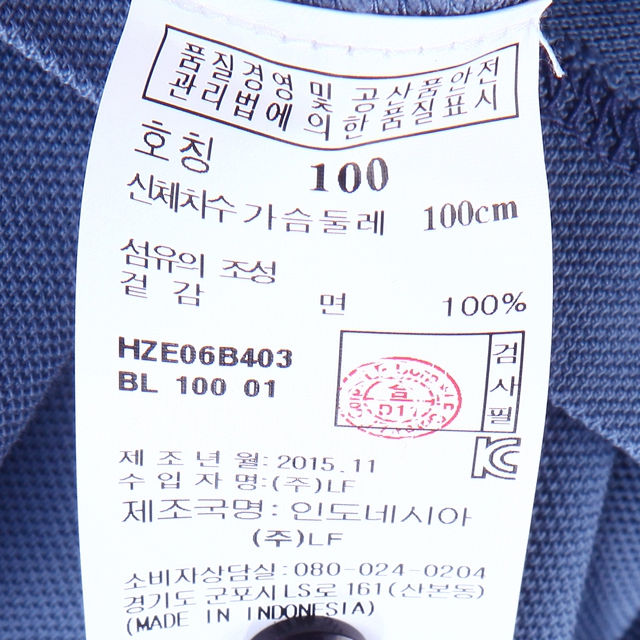 품질경영 및 공산품안전
관리법에 의한품질표시
호칭 100
신체치수 가슴둘레 100cm
섬유의 조성
겉감 면 100%
HZE06B403
BL 100 01
검사필
제조년월: 2015.11
수입자명:(주)LF
제조국명: 인도네시아
(주)LF
소비자상담실:080-024-0204
경기도 군포시LS로 161(산본동)
(MADE IN INDONESIA)